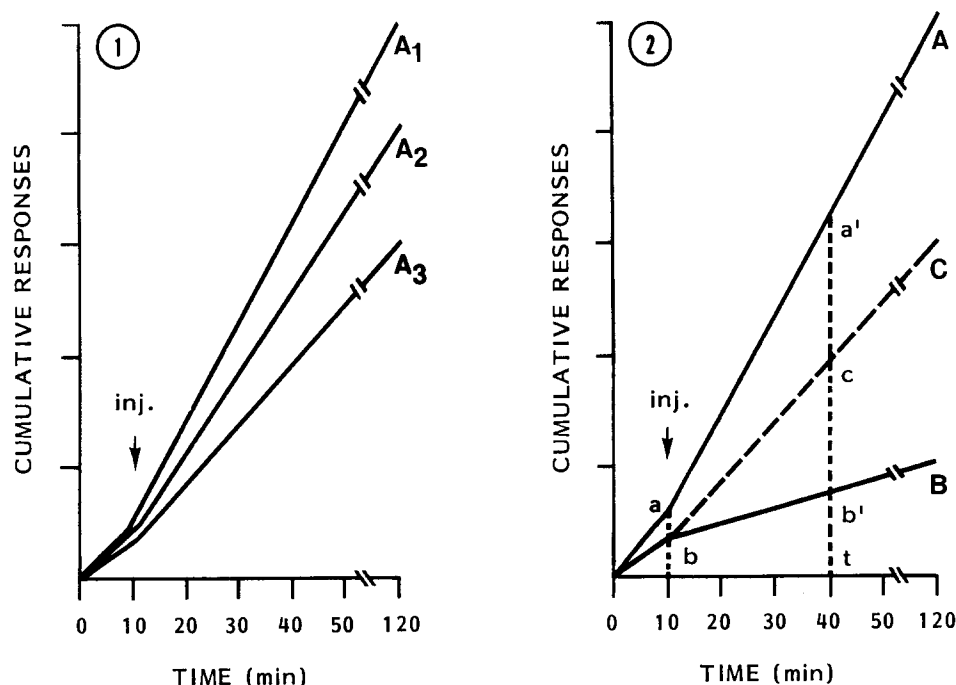 1
CUMULATIVE RESPONSES
A1
A2
A3
inj.
0 10 20 30 40 50 120
TIME (min)
2
CUMULATIVE RESPONSES
A
a'
C
c
inj.
a
B
b'
b
t
0 10 20 30 40 50 120
TIME (min)